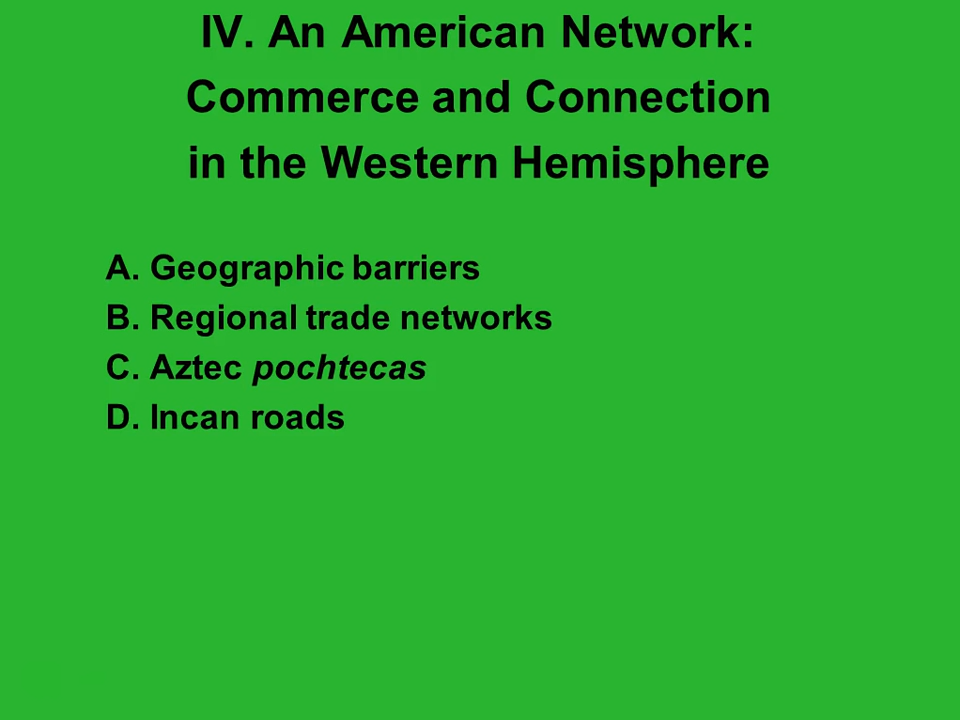 IV. An American Network:
Commerce and Connection
in the Western Hemisphere
A. Geographic barriers
B. Regional trade networks
C. Aztec pochtecas
D. Incan roads